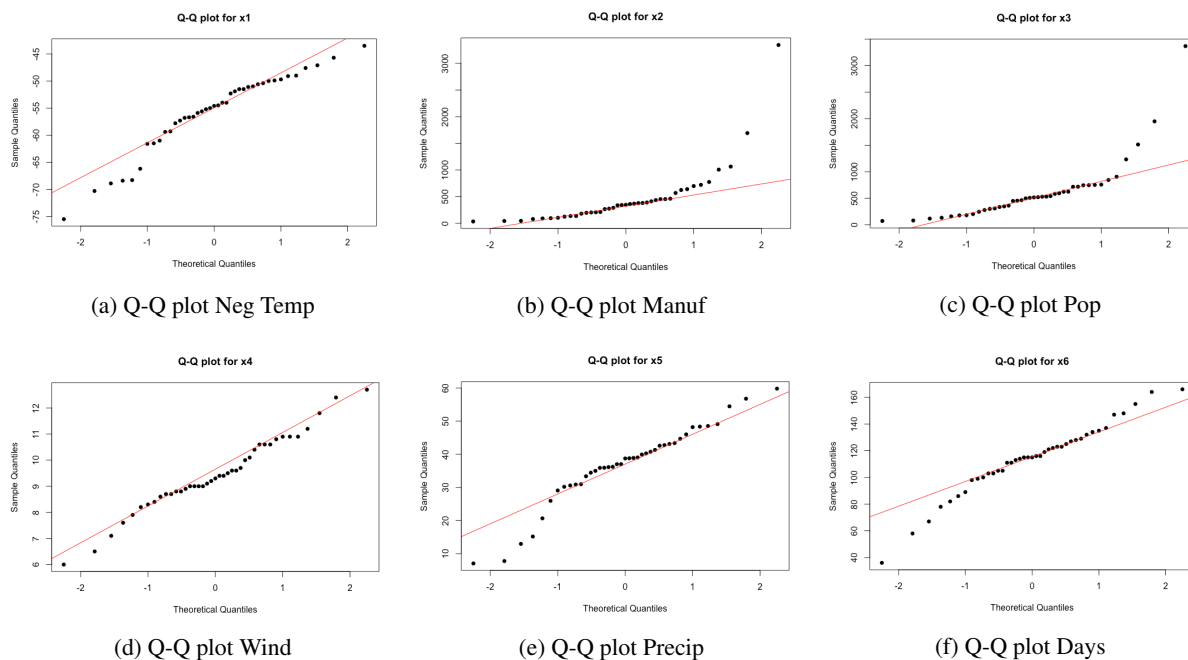 Q-Q plot for x1
Sample Quantiles
-45
-50
-55
-60
-65
-70
-75
-2 -1 0 1 2
Theoretical Quantiles
(a) Q-Q plot Neg Temp
Q-Q plot for x2
Sample Quantiles
3000
2000
1000
500
0
-2 -1 0 1 2
Theoretical Quantiles
(b) Q-Q plot Manuf
Q-Q plot for x3
Sample Quantiles
3000
2000
1000
500
0
-2 -1 0 1 2
Theoretical Quantiles
(c) Q-Q plot Pop
Q-Q plot for x4
Sample Quantiles
12
11
10
9
8
7
6
-2 -1 0 1 2
Theoretical Quantiles
(d) Q-Q plot Wind
Q-Q plot for x5
Sample Quantiles
60
50
40
30
20
10
-2 -1 0 1 2
Theoretical Quantiles
(e) Q-Q plot Precip
Q-Q plot for x6
Sample Quantiles
160
140
120
100
80
60
40
-2 -1 0 1 2
Theoretical Quantiles
(f) Q-Q plot Days